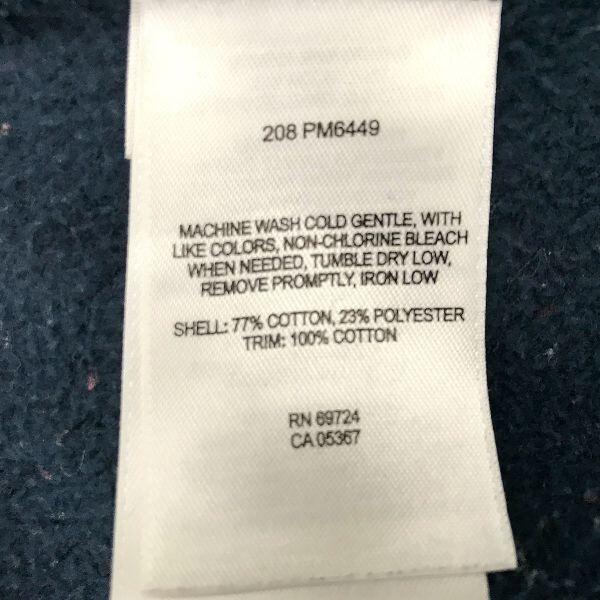 208 PM6449
MACHINE WASH COLD GENTLE, WITH
LIKE COLORS, NON-CHLORINE BLEACH
WHEN NEEDED, TUMBLE DRY LOW,
REMOVE PROMPTLY, IRON LOW
SHELL: 77% COTTON, 23% POLYESTER
TRIM: 100% COTTON
RN 69724
CA 05367